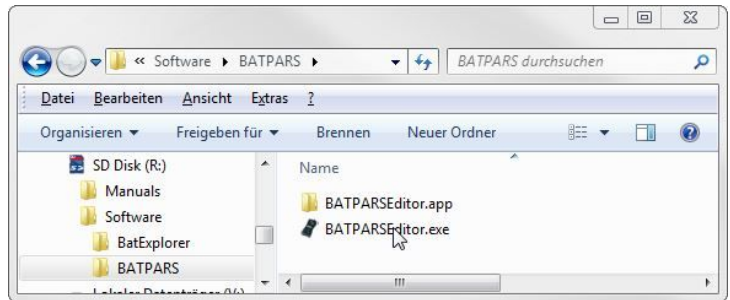 « Software ▸ BATPARS ▸ BATPARS durchsuchen
Datei Bearbeiten Ansicht Extras ?
Organisieren Freigeben für Brennen Neuer Ordner
SD Disk (R:)
Manuals
Software
BatExplorer
BATPARS
Name
BATPARSEditor.app
BATPARSEditor.exe